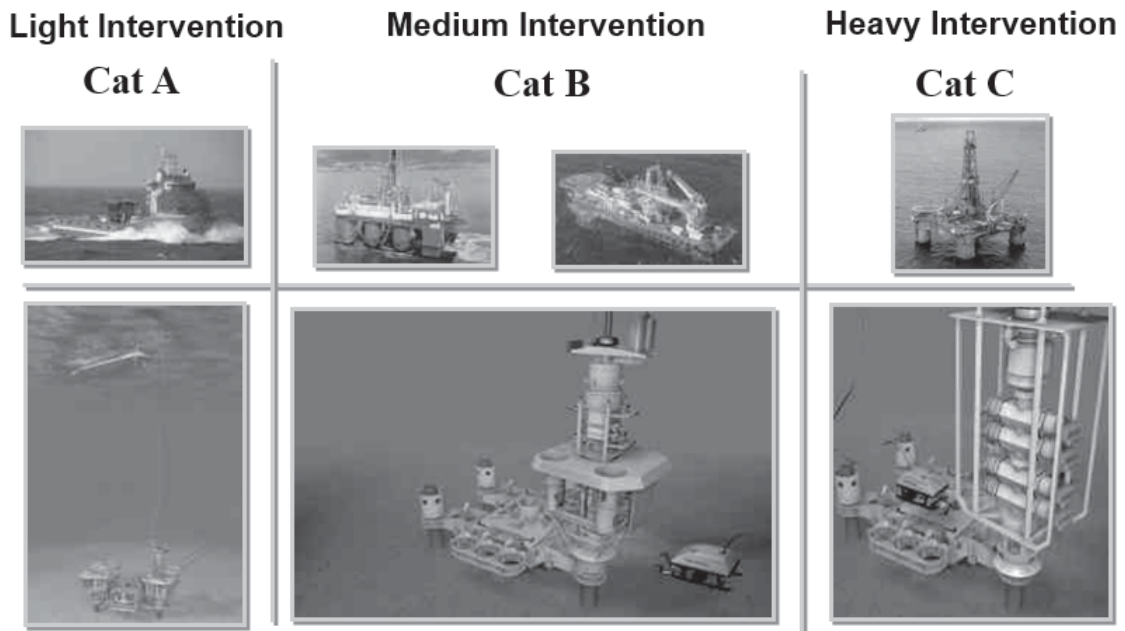 Light Intervention
Medium Intervention
Heavy Intervention
Cat A
Cat B
Cat C